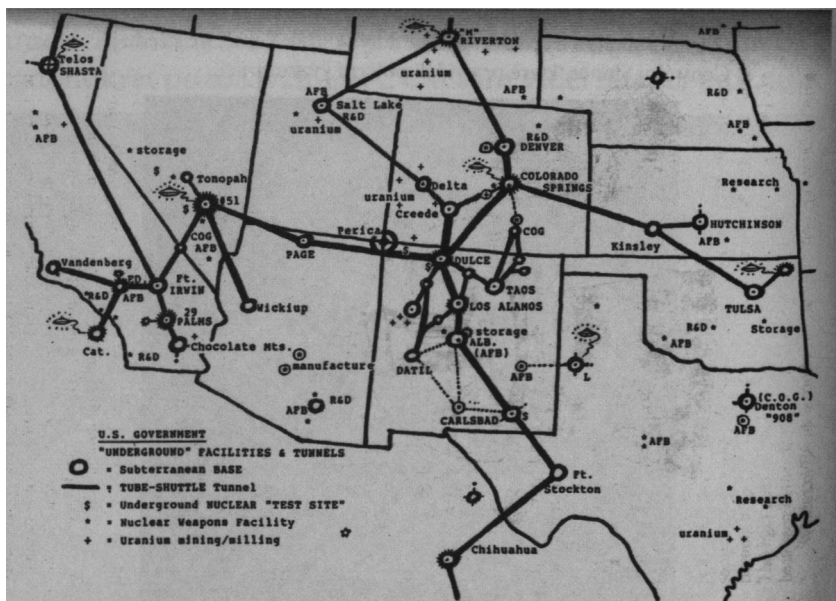 "M"
RIVERTON
AFB
Telos
SHASTA
uranium
R&D
AFB
Salt Lake
R&D
uranium
AFB
AFB
AFB
storage
R&D
DENVER
$
Tonopah
#51
$
COLORADO
SPRINGS
Delta
uranium
Creede
Research
COG
AFB
Perica
$
PAGE
COG
HUTCHINSON
AFB
Kinsley
$
DULCE
Vandenberg
ED.
AFB
R&D
Ft.
IRWIN
TAOS
TULSA
Wickiup
LOS ALAMOS
29
PALMS
storage
ALB.
(AFB)
R&D
Storage
Cat.
R&D
Chocolate Mts.
manufacture
DATIL
AFB
L
AFB
AFB
R&D
CARLSBAD
$
(C.O.G.)
Denton
"908"
AFB
AFB
U.S. GOVERNMENT
"UNDERGROUND" FACILITIES & TUNNELS
= Subterranean BASE
= TUBE-SHUTTLE Tunnel
$ = Underground NUCLEAR "TEST SITE"
* = Nuclear Weapons Facility
+ = Uranium mining/milling
Ft.
Stockton
Research
uranium
Chihuahua